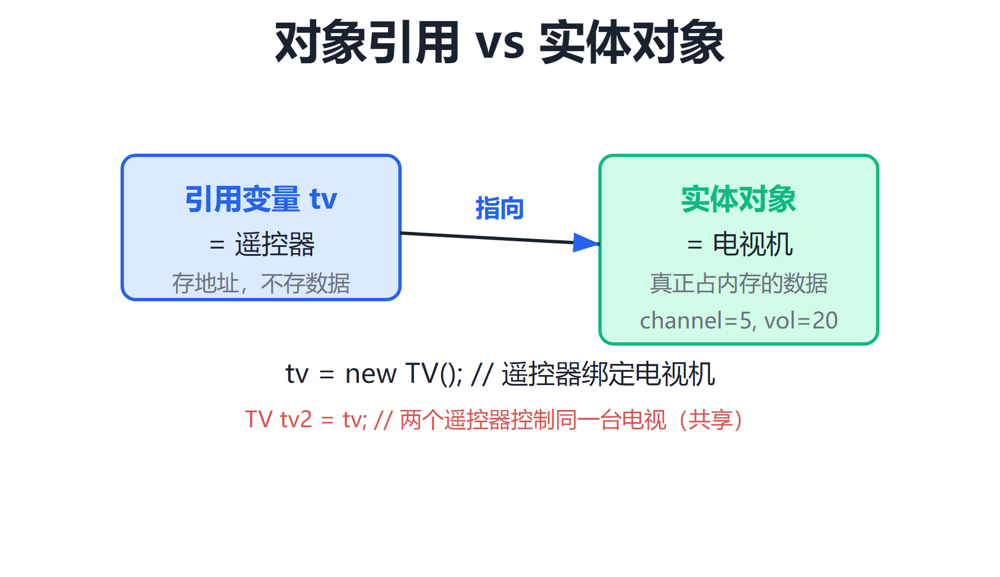 对象引用 vs 实体对象
引用变量 tv
= 遥控器
存地址，不存数据
指向
实体对象
= 电视机
真正占内存的数据
channel=5, vol=20
tv = new TV(); // 遥控器绑定电视机
TV tv2 = tv; // 两个遥控器控制同一台电视（共享）